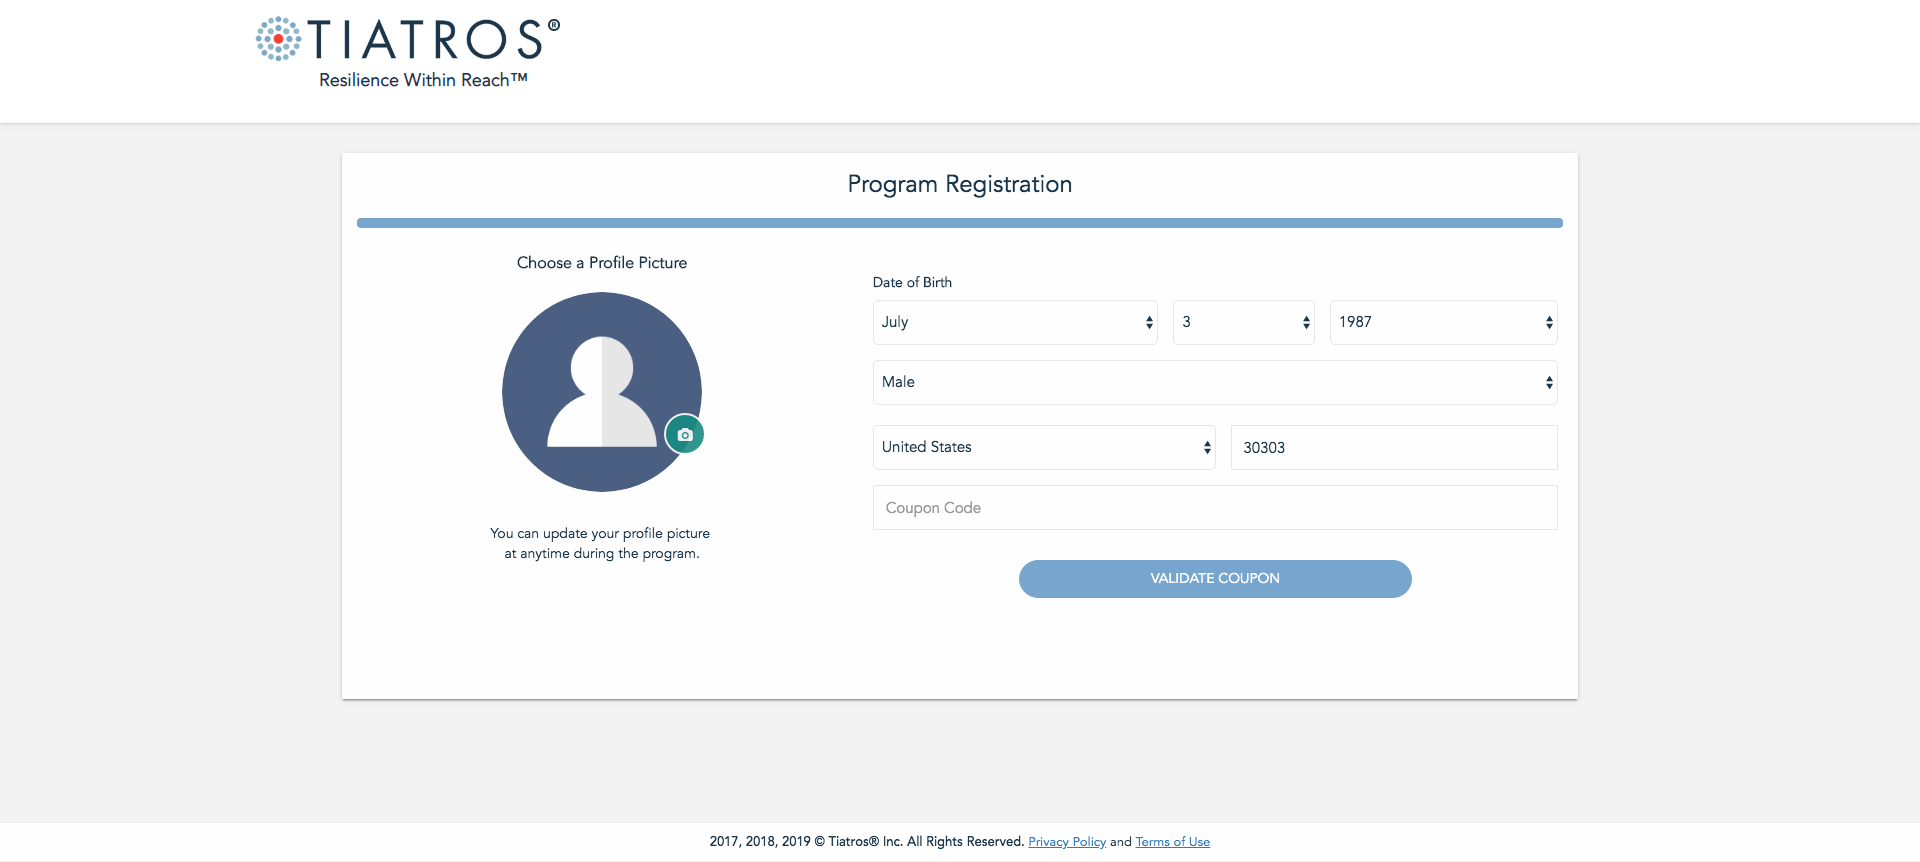 TIATROS®
Resilience Within Reach™
Program Registration
Choose a Profile Picture
You can update your profile picture
at anytime during the program.
Date of Birth
July
3
1987
Male
United States
30303
Coupon Code
VALIDATE COUPON
2017, 2018, 2019 © Tiatros® Inc. All Rights Reserved. Privacy Policy and Terms of Use